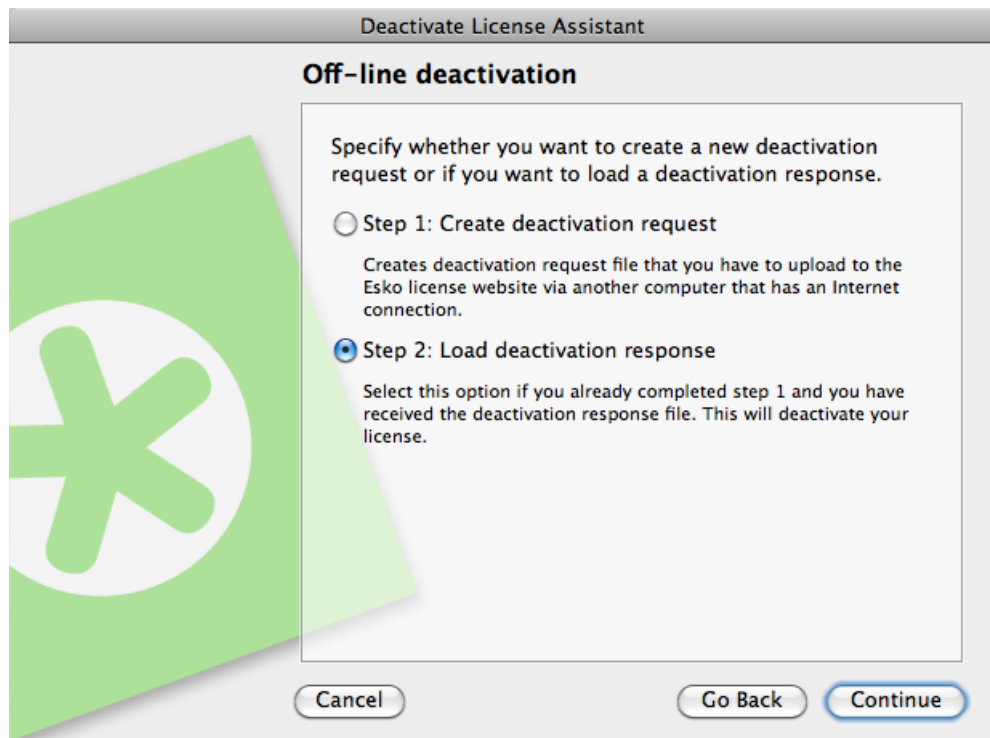 Deactivate License Assistant
Off-line deactivation
Specify whether you want to create a new deactivation
request or if you want to load a deactivation response.
Step 1: Create deactivation request
Creates deactivation request file that you have to upload to the
Esko license website via another computer that has an Internet
connection.
Step 2: Load deactivation response
Select this option if you already completed step 1 and you have
received the deactivation response file. This will deactivate your
license.
Cancel
Go Back
Continue